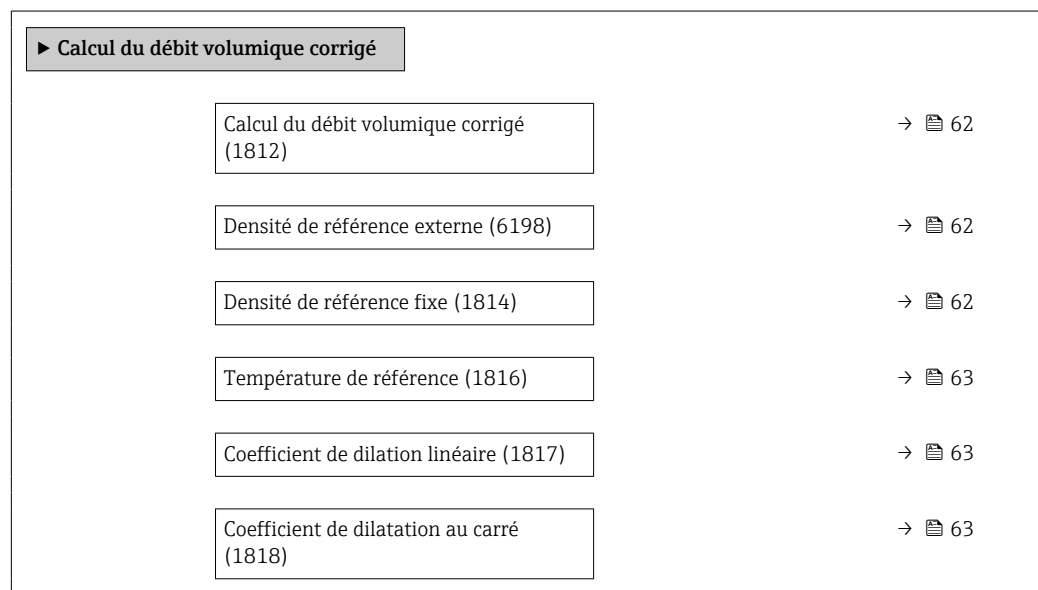 ▶ Calcul du débit volumique corrigé
Calcul du débit volumique corrigé
(1812)
→ 62
Densité de référence externe (6198)
→ 62
Densité de référence fixe (1814)
→ 62
Température de référence (1816)
→ 63
Coefficient de dilation linéaire (1817)
→ 63
Coefficient de dilatation au carré
(1818)
→ 63